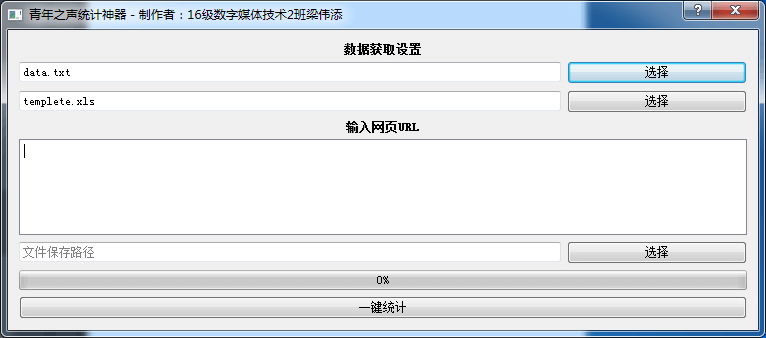 青年之声统计神器 - 制作者：16级数字媒体技术2班梁伟添
数据获取设置
data.txt 选择
templete.xls 选择
输入网页URL
文件保存路径 选择
0%
一键统计